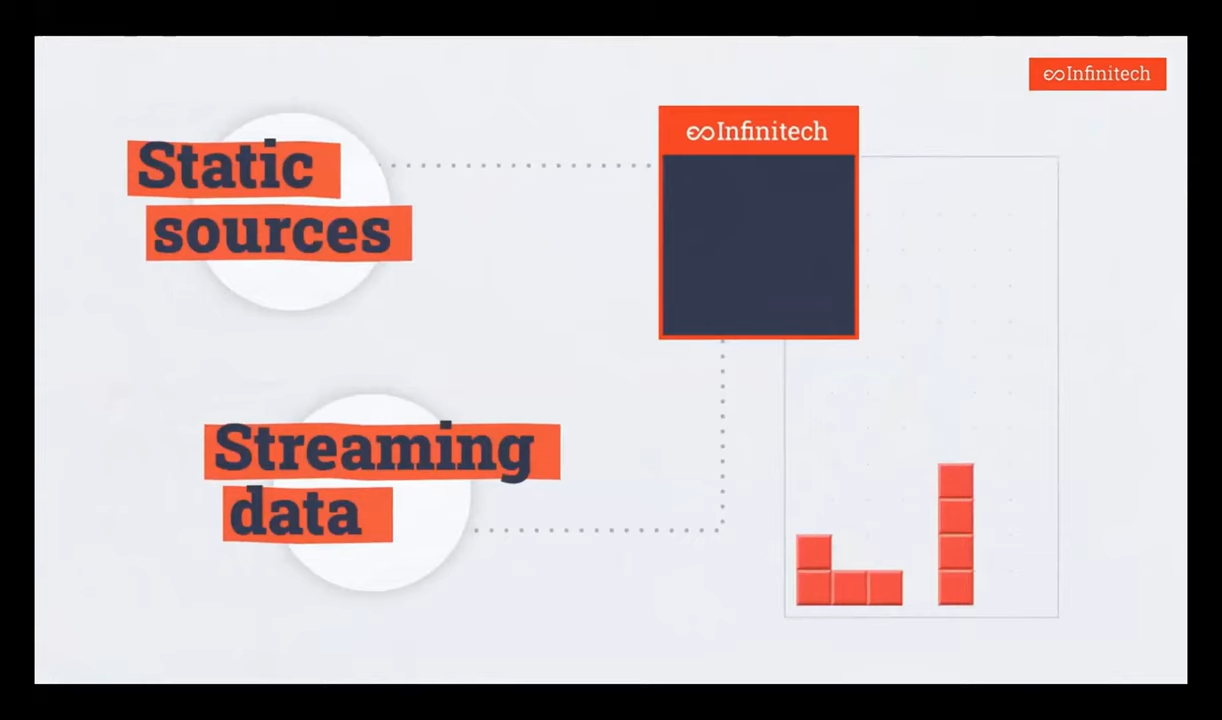 Infinitech
Infinitech
Static
sources
Streaming
data